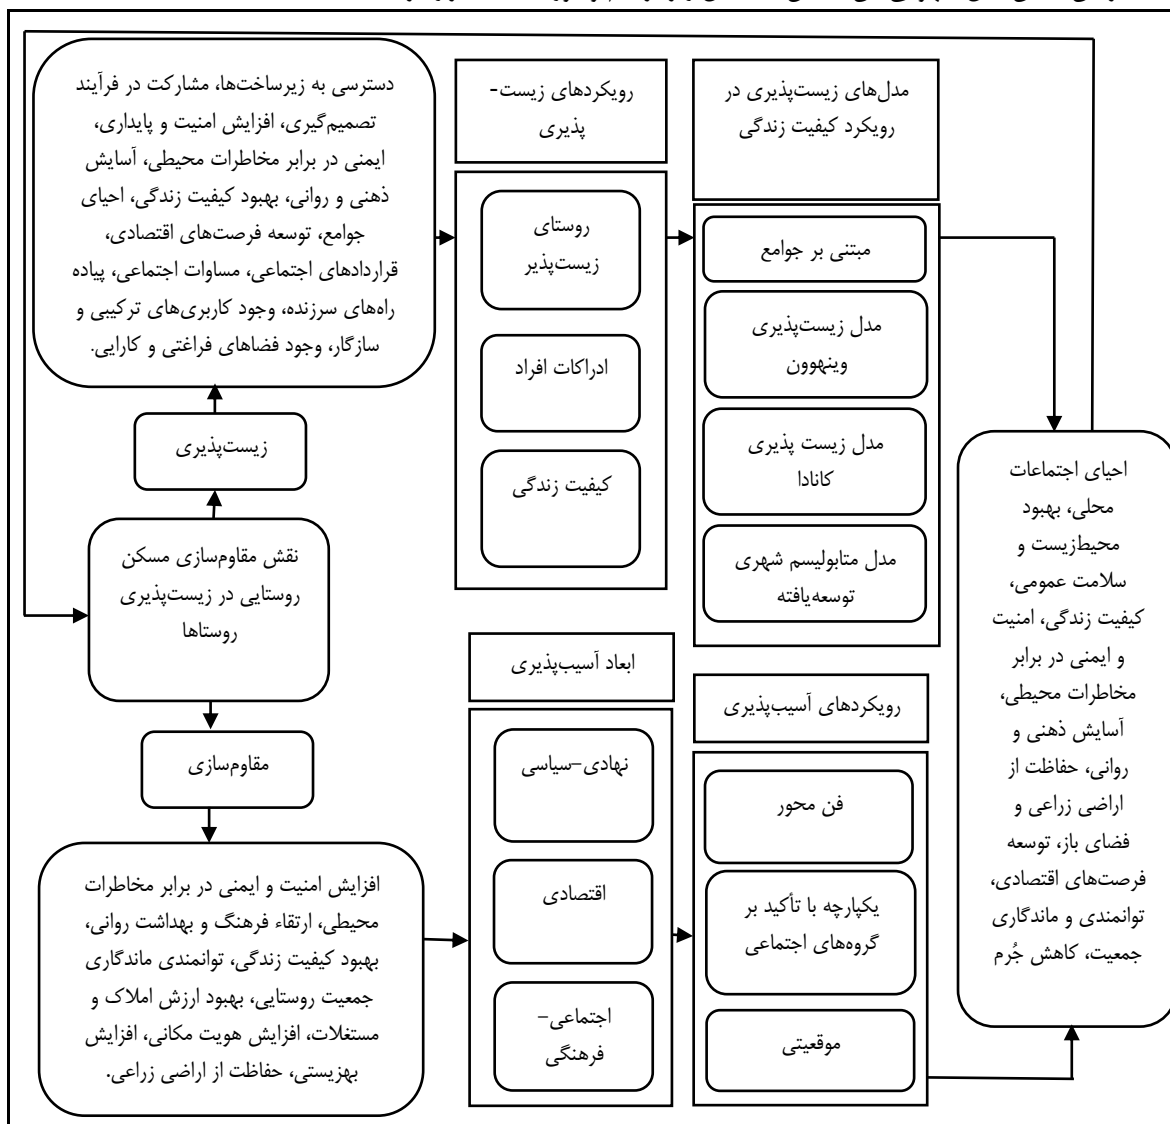 دسترسی به زیرساخت‌ها، مشارکت در فرآیند
تصمیم‌گیری، افزایش امنیت و پایداری،
ایمنی در برابر مخاطرات محیطی، آسایش
ذهنی و روانی، بهبود کیفیت زندگی، احیای
جوامع، توسعه فرصت‌های اقتصادی،
قراردادهای اجتماعی، مساوات اجتماعی، پیاده
راه‌های سرزنده، وجود کاربری‌های ترکیبی و
سازگار، وجود فضاهای فراغتی و کارایی.
زیست‌پذیری
نقش مقاوم‌سازی مسکن
روستایی در زیست‌پذیری
روستاها
مقاوم‌سازی
افزایش امنیت و ایمنی در برابر مخاطرات
محیطی، ارتقاء فرهنگ و بهداشت روانی،
بهبود کیفیت زندگی، توانمندی ماندگاری
جمعیت روستایی، بهبود ارزش املاک و
مستغلات، افزایش هویت مکانی، افزایش
بهزیستی، حفاظت از اراضی زراعی.
رویکردهای زیست-
پذیری
روستای
زیست‌پذیر
ادراکات افراد
کیفیت زندگی
مدل‌های زیست‌پذیری در
رویکرد کیفیت زندگی
مبتنی بر جوامع
مدل زیست‌پذیری
وینهوون
مدل زیست پذیری
کانادا
مدل متابولیسم شهری
توسعه‌یافته
ابعاد آسیب‌پذیری
نهادی-سیاسی
اقتصادی
اجتماعی-
فرهنگی
رویکردهای آسیب‌پذیری
فن محور
یکپارچه با تأکید بر
گروه‌های اجتماعی
موقعیتی
احیای اجتماعات
محلی، بهبود
محیط‌زیست و
سلامت عمومی،
کیفیت زندگی، امنیت
و ایمنی در برابر
مخاطرات محیطی،
آسایش ذهنی و
روانی، حفاظت از
اراضی زراعی و
فضای باز، توسعه
فرصت‌های اقتصادی،
توانمندی و ماندگاری
جمعیت، کاهش جُرم